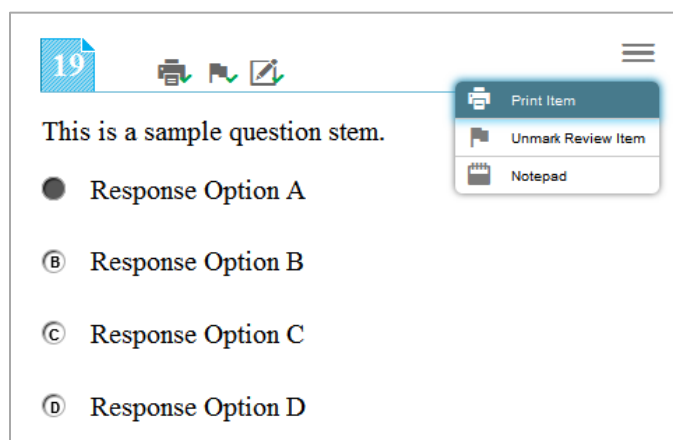 19
Print Item
This is a sample question stem.
Unmark Review Item
Notepad
Response Option A
B Response Option B
C Response Option C
D Response Option D